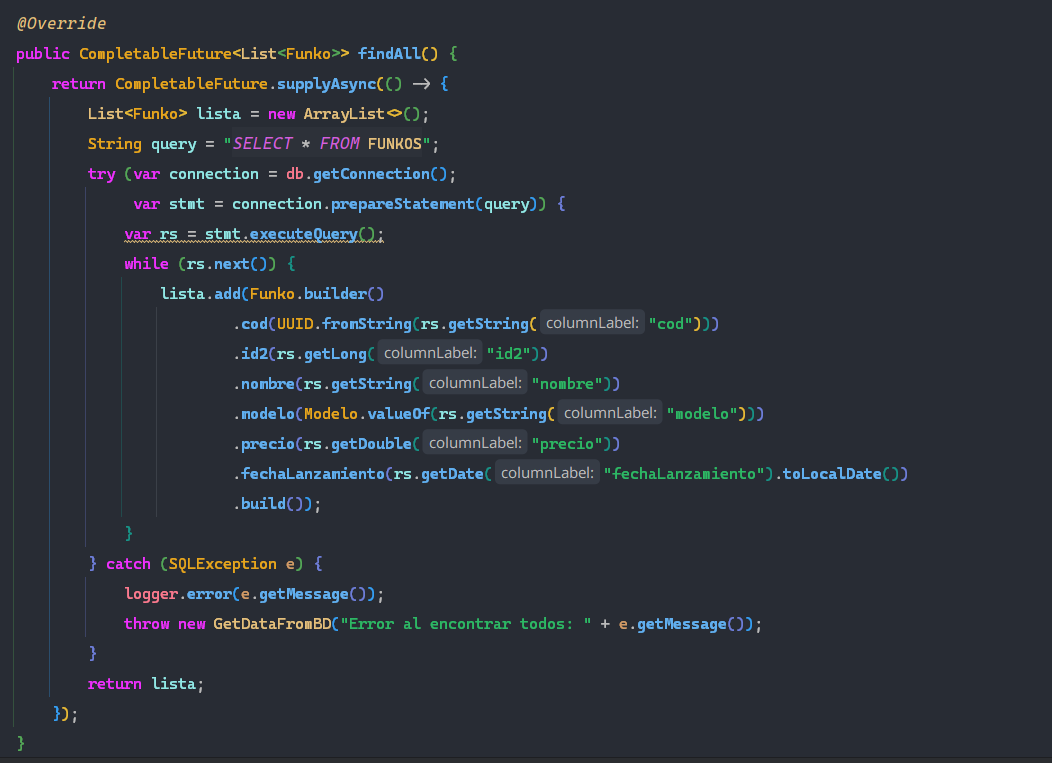 @Override
public CompletableFuture<List<Funko>> findAll() {
return CompletableFuture.supplyAsync(() -> {
List<Funko> lista = new ArrayList<>();
String query = "SELECT * FROM FUNKOS";
try (var connection = db.getConnection();
var stmt = connection.prepareStatement(query)) {
var rs = stmt.executeQuery();
while (rs.next()) {
lista.add(Funko.builder()
.cod(UUID.fromString(rs.getString( columnLabel: "cod")))
.id2(rs.getLong( columnLabel: "id2"))
.nombre(rs.getString( columnLabel: "nombre"))
.modelo(Modelo.valueOf(rs.getString( columnLabel: "modelo")))
.precio(rs.getDouble( columnLabel: "precio"))
.fechaLanzamiento(rs.getDate( columnLabel: "fechaLanzamiento").toLocalDate())
.build());
}
} catch (SQLException e) {
logger.error(e.getMessage());
throw new GetDataFromBD("Error al encontrar todos: " + e.getMessage());
}
return lista;
});
}